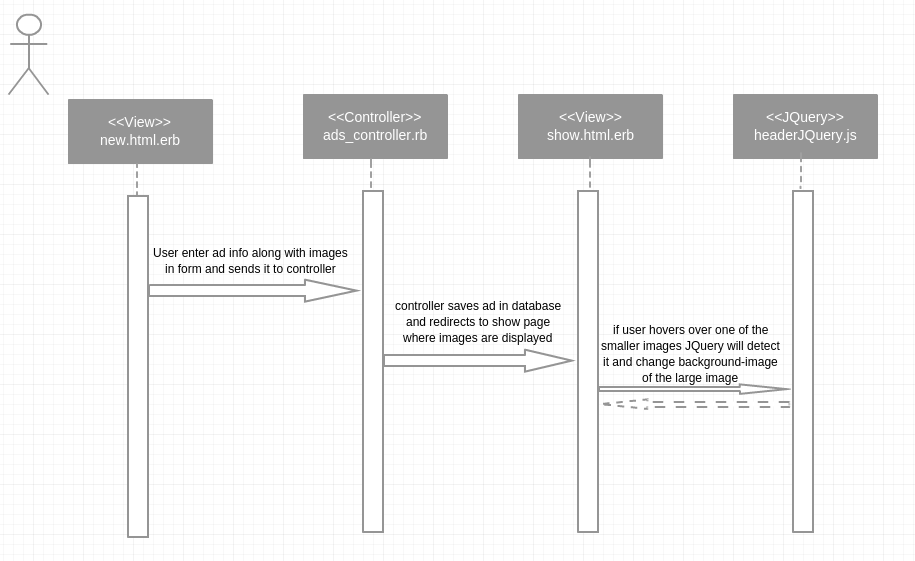 <<View>>
new.html.erb
<<Controller>>
ads_controller.rb
<<View>>
show.html.erb
<<JQuery>>
headerJQuery.js
User enter ad info along with images
in form and sends it to controller
controller saves ad in database
and redirects to show page
where images are displayed
if user hovers over one of the
smaller images JQuery will detect
it and change background-image
of the large image